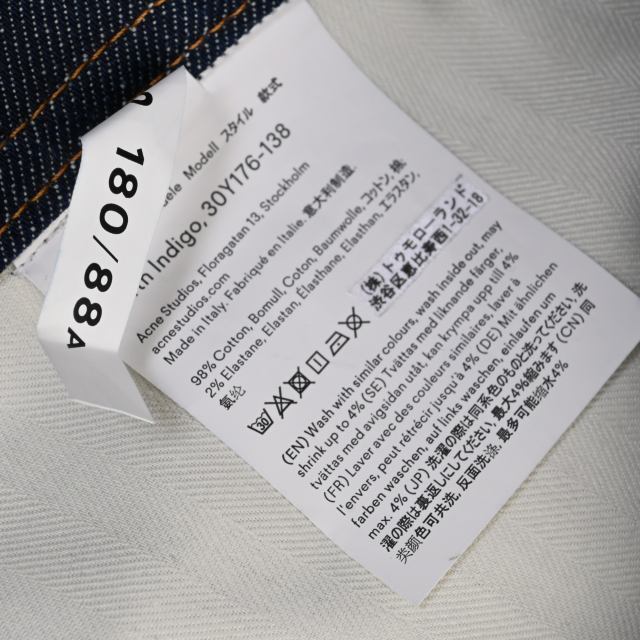 180/88A
Modell スタイル 款式
Indigo, 30Y176-138
Acne Studios, Floragatan 13, Stockholm
acnestudios.com
Made in Italy, Fabriqué en Italie, 意大利制造
99% Cotton, Bomull, Coton, Baumwolle, コットン, 棉
2% Elastane, Elastan, Elasthane, Elasthan, エラスタン,
氨纶
(株)トゥモローランド
渋谷区恵比寿西1-32-18
30
(EN) Wash with similar colours, wash inside out, may
shrink up to 4% (SE) Tvättas med liknande färger,
tvättas med avigsidan utåt, kan krympa upp till 4%
(FR) Laver avec des couleurs similaires, laver à
l'envers, peut rétrécir jusqu'à 4% (DE) Mit ähnlichen
farben waschen, auf links waschen, einlaufen um
max. 4% (JP) 洗濯の際は同系色のものと洗ってください, 洗
濯の際は裏返しにしてください, 最大4%縮みます (CN) 同
类颜色可共洗, 反面洗涤, 最多可能缩水4%